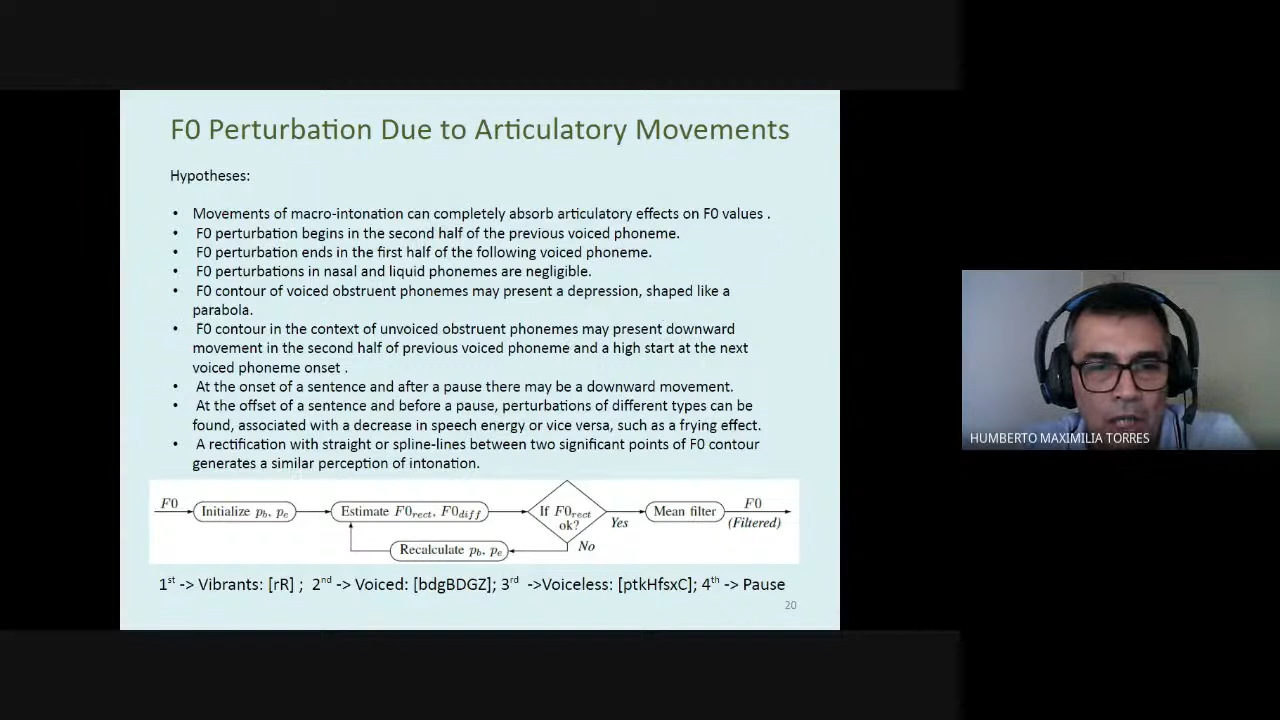 F0 Perturbation Due to Articulatory Movements
Hypotheses:
• Movements of macro-intonation can completely absorb articulatory effects on F0 values .
• F0 perturbation begins in the second half of the previous voiced phoneme.
• F0 perturbation ends in the first half of the following voiced phoneme.
• F0 perturbations in nasal and liquid phonemes are negligible.
• F0 contour of voiced obstruent phonemes may present a depression, shaped like a
parabola.
• F0 contour in the context of unvoiced obstruent phonemes may present downward
movement in the second half of previous voiced phoneme and a high start at the next
voiced phoneme onset .
• At the onset of a sentence and after a pause there may be a downward movement.
• At the offset of a sentence and before a pause, perturbations of different types can be
found, associated with a decrease in speech energy or vice versa, such as a frying effect.
• A rectification with straight or spline-lines between two significant points of F0 contour
generates a similar perception of intonation.
F0
Initialize pb, pe
Estimate F0rect, F0diff
If F0rect
ok?
Yes
Mean filter
F0
(Filtered)
No
Recalculate pb, pe
1st -> Vibrants: [rR] ; 2nd -> Voiced: [bdgBDGZ]; 3rd ->Voiceless: [ptkHfsxC]; 4th -> Pause
20
HUMBERTO MAXIMILIA TORRES